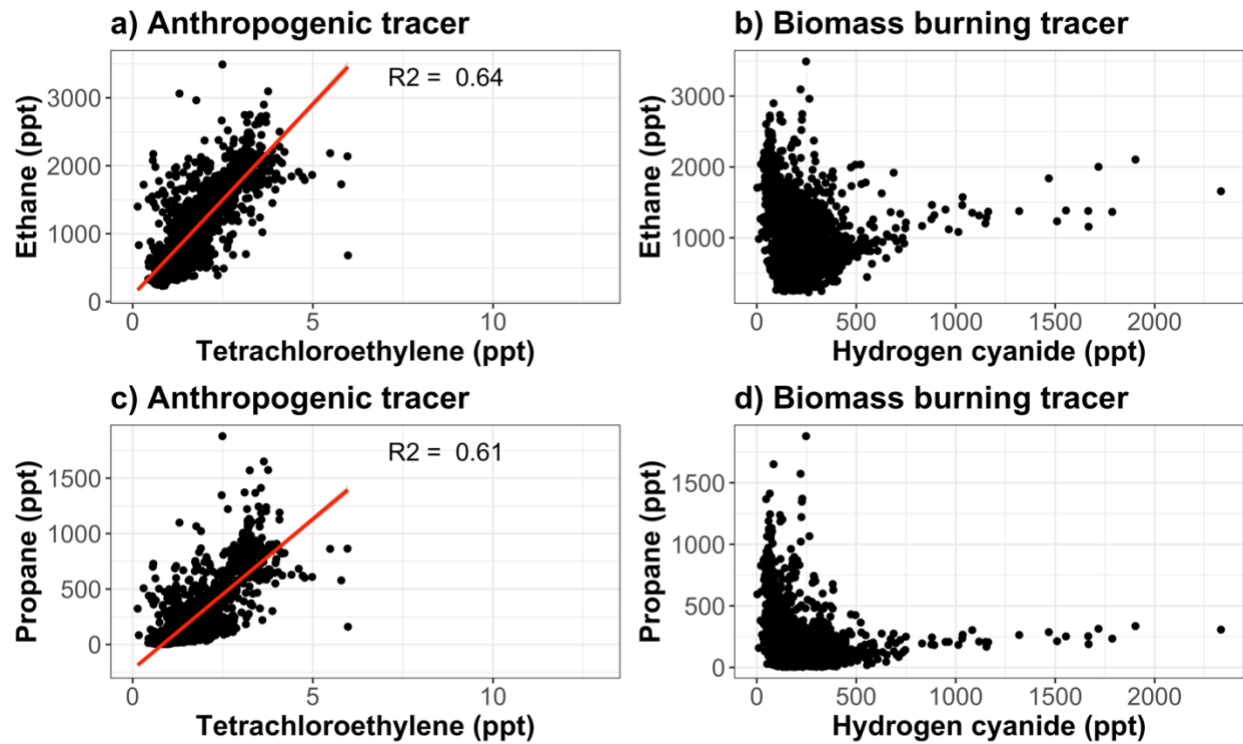 a) Anthropogenic tracer
R2 = 0.64
Ethane (ppt)
3000
2000
1000
0
0 5 10
Tetrachloroethylene (ppt)
b) Biomass burning tracer
Ethane (ppt)
3000
2000
1000
0 500 1000 1500 2000
Hydrogen cyanide (ppt)
c) Anthropogenic tracer
R2 = 0.61
Propane (ppt)
1500
1000
500
0
0 5 10
Tetrachloroethylene (ppt)
d) Biomass burning tracer
Propane (ppt)
1500
1000
500
0
0 500 1000 1500 2000
Hydrogen cyanide (ppt)